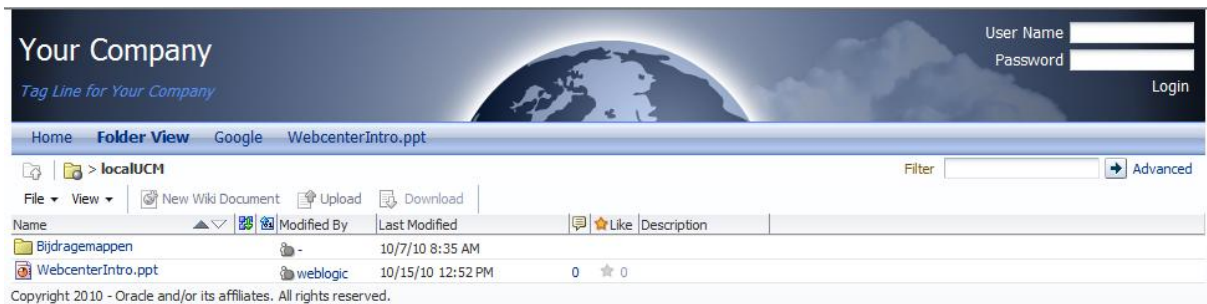 Your Company
Tag Line for Your Company
User Name
Password
Login
Home Folder View Google WebcenterIntro.ppt
> localUCM Filter Advanced
File View New Wiki Document Upload Download
Name Modified By Last Modified Like Description
Bijdragemappen - 10/7/10 8:35 AM
WebcenterIntro.ppt weblogic 10/15/10 12:52 PM 0 0
Copyright 2010 - Oracle and/or its affiliates. All rights reserved.